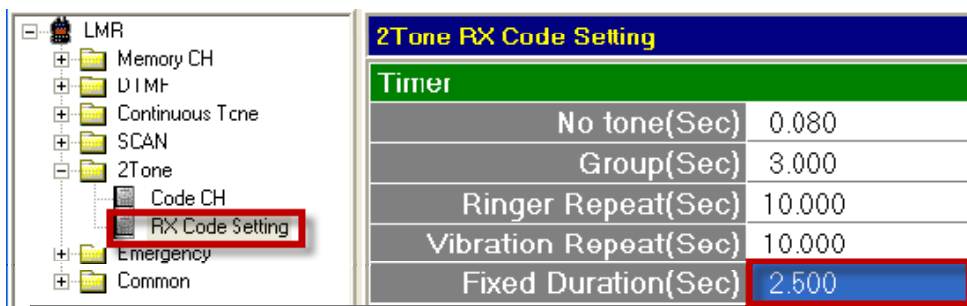 LMR
Memory CH
DTMF
Continuous Tone
SCAN
2Tone
Code CH
RX Code Setting
Emergency
Common
2Tone RX Code Setting
Timer
No tone(Sec) 0.080
Group(Sec) 3.000
Ringer Repeat(Sec) 10.000
Vibration Repeat(Sec) 10.000
Fixed Duration(Sec) 2.500